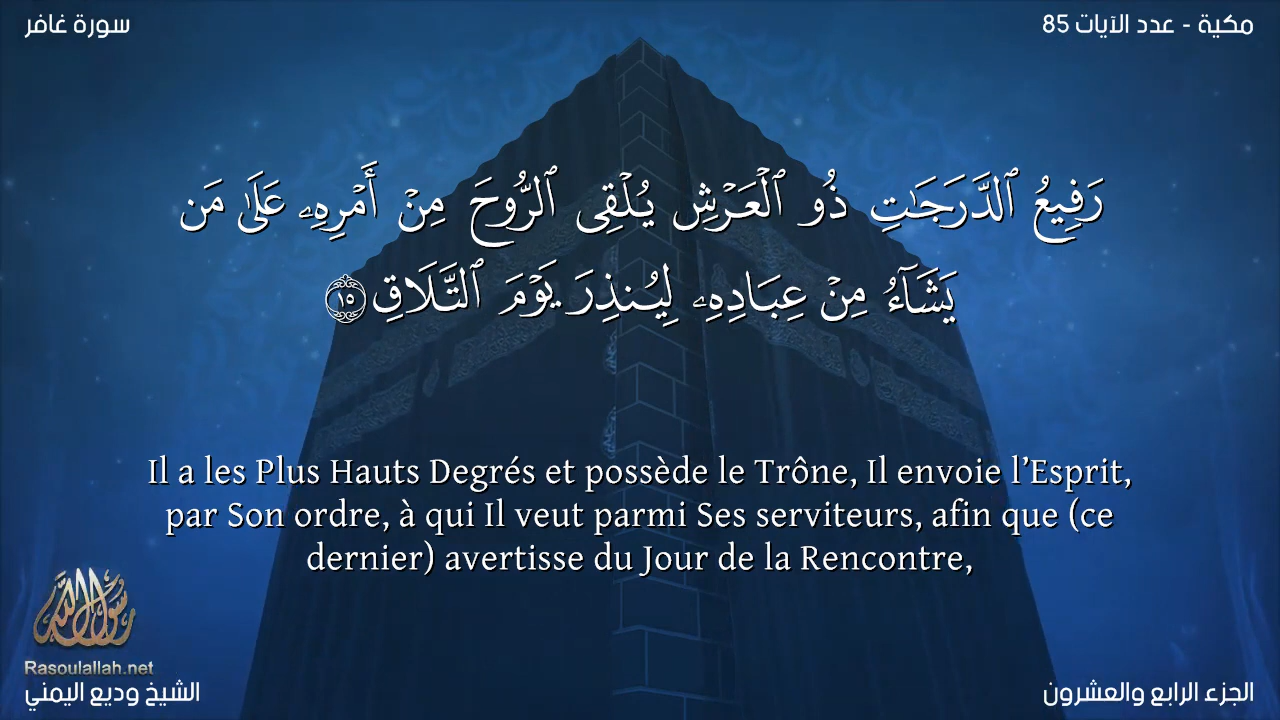 سورة غافر
مكية - عدد الآيات 85
رَفِيعُ ٱلدَّرَجَٰتِ ذُو ٱلۡعَرۡشِ يُلۡقِي ٱلرُّوحَ مِنۡ أَمۡرِهِۦ عَلَىٰ مَن
يَشَآءُ مِنۡ عِبَادِهِۦ لِيُنذِرَ يَوۡمَ ٱلتَّلَاقِ ١٥
Il a les Plus Hauts Degrés et possède le Trône, Il envoie l’Esprit,
par Son ordre, à qui Il veut parmi Ses serviteurs, afin que (ce
dernier) avertisse du Jour de la Rencontre,
رسول الله
Rasoulallah.net
الشيخ وديع اليمني
الجزء الرابع والعشرون